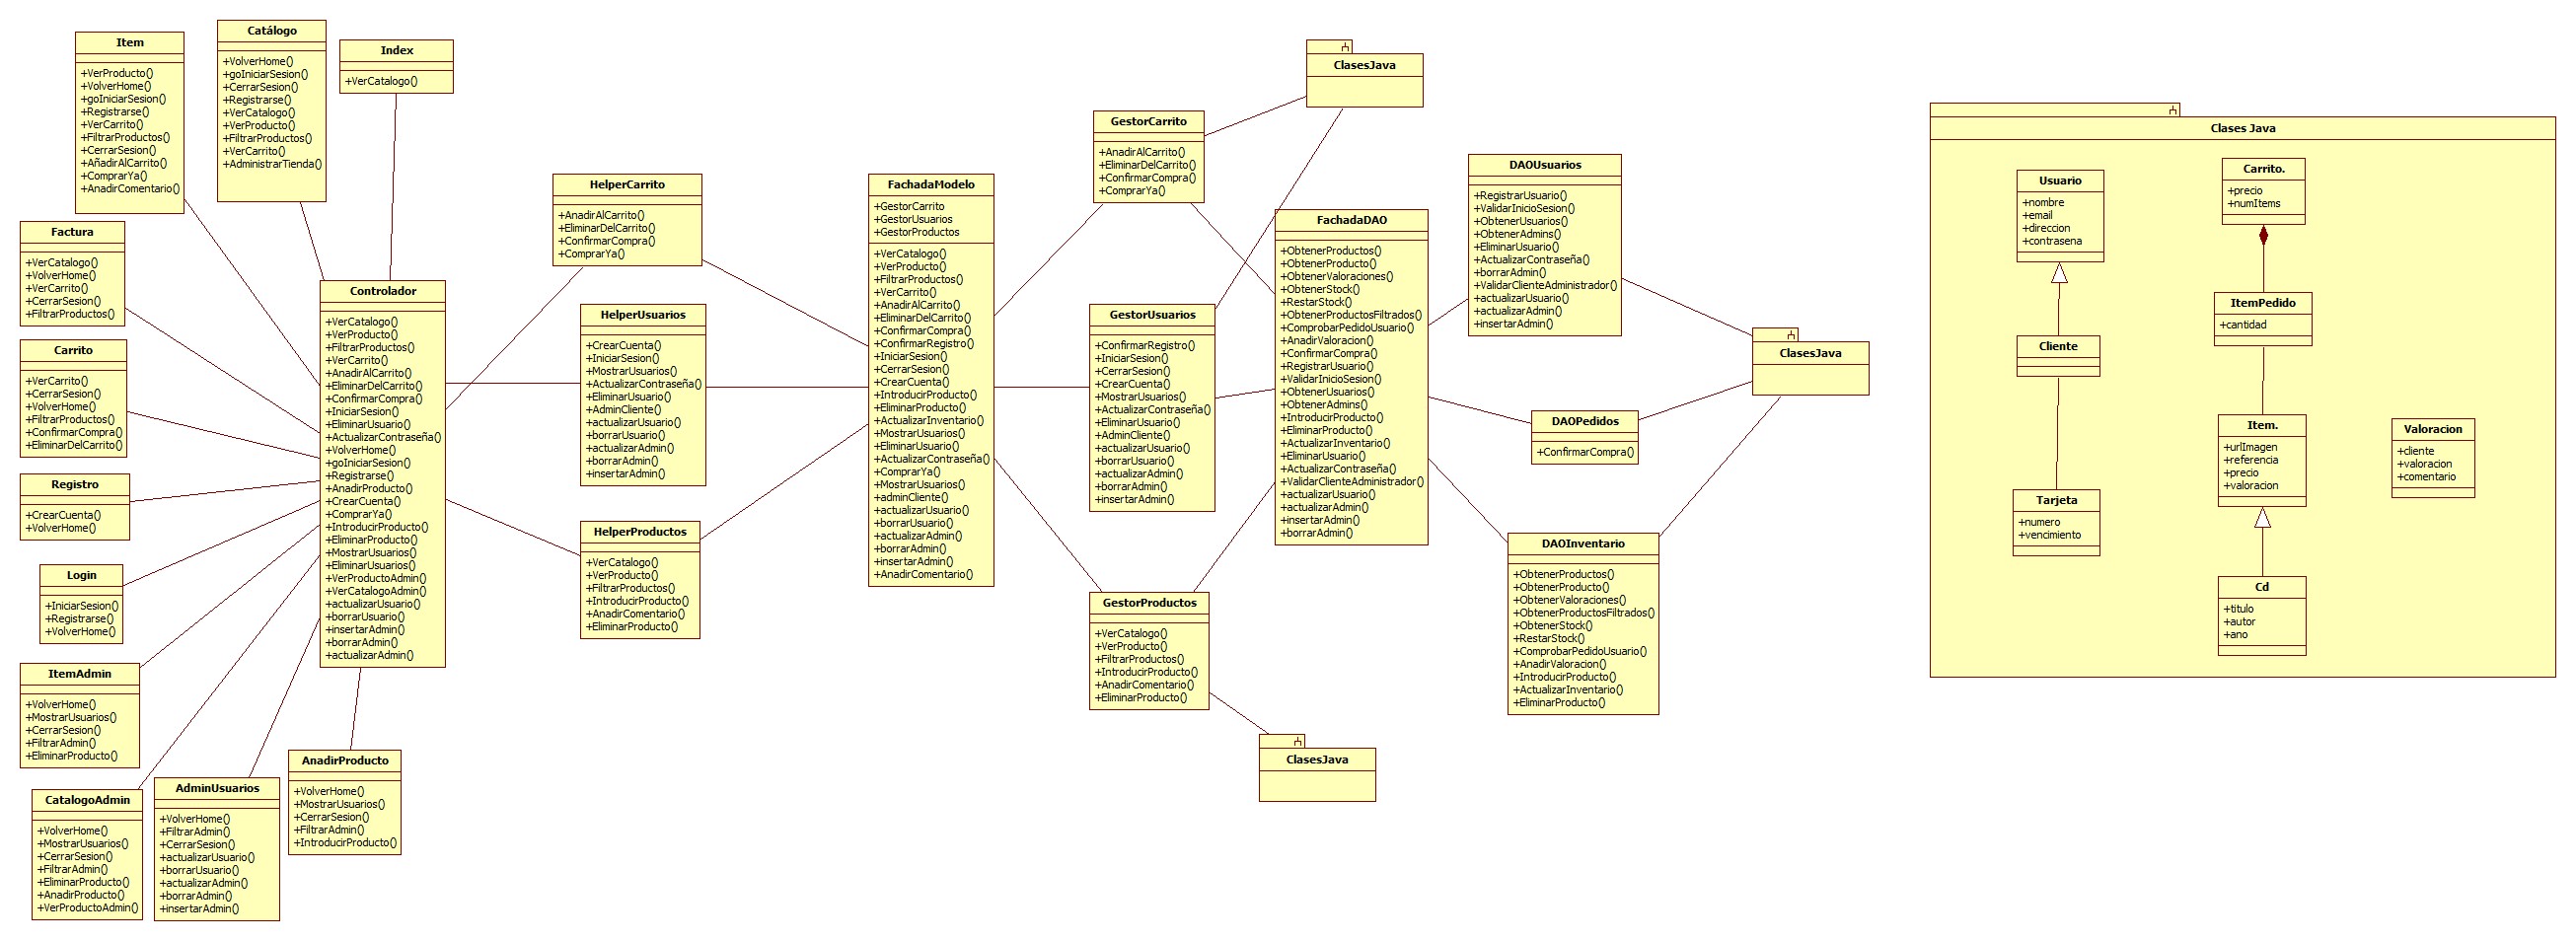 Item
+VerProducto()
+VolverHome()
+goIniciarSesion()
+Registrarse()
+VerCarrito()
+FiltrarProductos()
+CerrarSesion()
+AñadirAlCarrito()
+ComprarYa()
+AnadirComentario()
Catálogo
+VolverHome()
+goIniciarSesion()
+CerrarSesion()
+Registrarse()
+VerCatalogo()
+VerProducto()
+FiltrarProductos()
+VerCarrito()
+AdministrarTienda()
Index
+VerCatalogo()
Factura
+VerCatalogo()
+VolverHome()
+VerCarrito()
+CerrarSesion()
+FiltrarProductos()
Carrito
+VerCarrito()
+CerrarSesion()
+VolverHome()
+FiltrarProductos()
+ConfirmarCompra()
+EliminarDelCarrito()
Registro
+CrearCuenta()
+VolverHome()
Login
+IniciarSesion()
+Registrarse()
+VolverHome()
ItemAdmin
+VolverHome()
+MostrarUsuarios()
+CerrarSesion()
+FiltrarAdmin()
+EliminarProducto()
CatalogoAdmin
+VolverHome()
+MostrarUsuarios()
+CerrarSesion()
+FiltrarAdmin()
+EliminarProducto()
+AnadirProducto()
+VerProductoAdmin()
AdminUsuarios
+VolverHome()
+FiltrarAdmin()
+CerrarSesion()
+actualizarUsuario()
+borrarUsuario()
+actualizarAdmin()
+borrarAdmin()
+insertarAdmin()
AnadirProducto
+VolverHome()
+MostrarUsuarios()
+CerrarSesion()
+FiltrarAdmin()
+IntroducirProducto()
Controlador
+VerCatalogo()
+VerProducto()
+FiltrarProductos()
+VerCarrito()
+AnadirAlCarrito()
+EliminarDelCarrito()
+ConfirmarCompra()
+IniciarSesion()
+EliminarUsuario()
+ActualizarContraseña()
+VolverHome()
+goIniciarSesion()
+Registrarse()
+AnadirProducto()
+CrearCuenta()
+ComprarYa()
+IntroducirProducto()
+EliminarProducto()
+MostrarUsuarios()
+EliminarUsuarios()
+VerProductoAdmin()
+VerCatalogoAdmin()
+actualizarUsuario()
+borrarUsuario()
+insertarAdmin()
+borrarAdmin()
+actualizarAdmin()
HelperCarrito
+AnadirAlCarrito()
+EliminarDelCarrito()
+ConfirmarCompra()
+ComprarYa()
HelperUsuarios
+CrearCuenta()
+IniciarSesion()
+MostrarUsuarios()
+ActualizarContraseña()
+EliminarUsuario()
+AdminCliente()
+actualizarUsuario()
+borrarUsuario()
+actualizarAdmin()
+borrarAdmin()
+insertarAdmin()
HelperProductos
+VerCatalogo()
+VerProducto()
+FiltrarProductos()
+IntroducirProducto()
+AnadirComentario()
+EliminarProducto()
FachadaModelo
+GestorCarrito
+GestorUsuarios
+GestorProductos
+VerCatalogo()
+VerProducto()
+FiltrarProductos()
+VerCarrito()
+AnadirAlCarrito()
+EliminarDelCarrito()
+ConfirmarCompra()
+ConfirmarRegistro()
+IniciarSesion()
+CerrarSesion()
+CrearCuenta()
+IntroducirProducto()
+EliminarProducto()
+ActualizarInventario()
+MostrarUsuarios()
+EliminarUsuario()
+ActualizarContraseña()
+ComprarYa()
+MostrarUsuarios()
+adminCliente()
+actualizarUsuario()
+borrarUsuario()
+actualizarAdmin()
+borrarAdmin()
+insertarAdmin()
+AnadirComentario()
GestorCarrito
+AnadirAlCarrito()
+EliminarDelCarrito()
+ConfirmarCompra()
+ComprarYa()
GestorUsuarios
+ConfirmarRegistro()
+IniciarSesion()
+CerrarSesion()
+CrearCuenta()
+MostrarUsuarios()
+ActualizarContraseña()
+EliminarUsuario()
+AdminCliente()
+actualizarUsuario()
+borrarUsuario()
+actualizarAdmin()
+borrarAdmin()
+insertarAdmin()
GestorProductos
+VerCatalogo()
+VerProducto()
+FiltrarProductos()
+IntroducirProducto()
+AnadirComentario()
+EliminarProducto()
ClasesJava
ClasesJava
FachadaDAO
+ObtenerProductos()
+ObtenerProducto()
+ObtenerValoraciones()
+ObtenerStock()
+RestarStock()
+ObtenerProductosFiltrados()
+ComprobarPedidoUsuario()
+AnadirValoracion()
+ConfirmarCompra()
+RegistrarUsuario()
+ValidarInicioSesion()
+ObtenerUsuarios()
+ObtenerAdmins()
+IntroducirProducto()
+EliminarProducto()
+ActualizarInventario()
+EliminarUsuario()
+ActualizarContraseña()
+ValidarClienteAdministrador()
+actualizarUsuario()
+actualizarAdmin()
+insertarAdmin()
+borrarAdmin()
DAOUsuarios
+RegistrarUsuario()
+ValidarInicioSesion()
+ObtenerUsuarios()
+ObtenerAdmins()
+EliminarUsuario()
+ActualizarContraseña()
+borrarAdmin()
+ValidarClienteAdministrador()
+actualizarUsuario()
+actualizarAdmin()
+insertarAdmin()
DAOPedidos
+ConfirmarCompra()
DAOInventario
+ObtenerProductos()
+ObtenerProducto()
+ObtenerValoraciones()
+ObtenerProductosFiltrados()
+ObtenerStock()
+RestarStock()
+ComprobarPedidoUsuario()
+AnadirValoracion()
+IntroducirProducto()
+ActualizarInventario()
+EliminarProducto()
ClasesJava
Clases Java
Usuario
+nombre
+email
+direccion
+contrasena
Cliente
Tarjeta
+numero
+vencimiento
Carrito.
+precio
+numItems
ItemPedido
+cantidad
Item.
+urlImagen
+referencia
+precio
+valoracion
Cd
+titulo
+autor
+ano
Valoracion
+cliente
+valoracion
+comentario